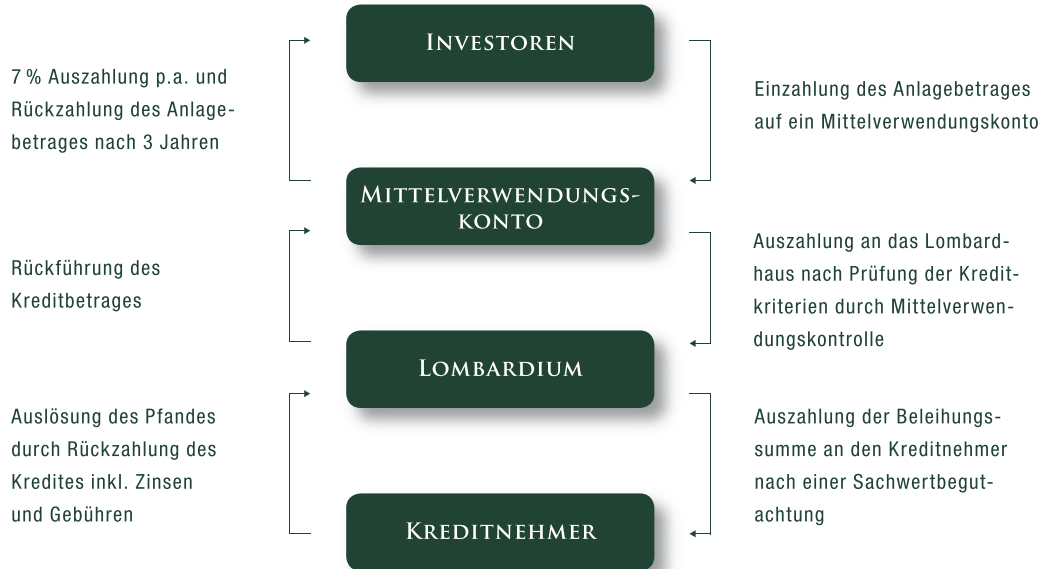 INVESTOREN
7 % Auszahlung p.a. und
Rückzahlung des Anlage-
betrages nach 3 Jahren
Einzahlung des Anlagebetrages
auf ein Mittelverwendungskonto
MITTELVERWENDUNGS-
KONTO
Rückführung des
Kreditbetrages
Auszahlung an das Lombard-
haus nach Prüfung der Kredit-
kriterien durch Mittelverwen-
dungskontrolle
LOMBARDIUM
Auslösung des Pfandes
durch Rückzahlung des
Kredites inkl. Zinsen
und Gebühren
Auszahlung der Beleihungs-
summe an den Kreditnehmer
nach einer Sachwertbegut-
achtung
KREDITNEHMER